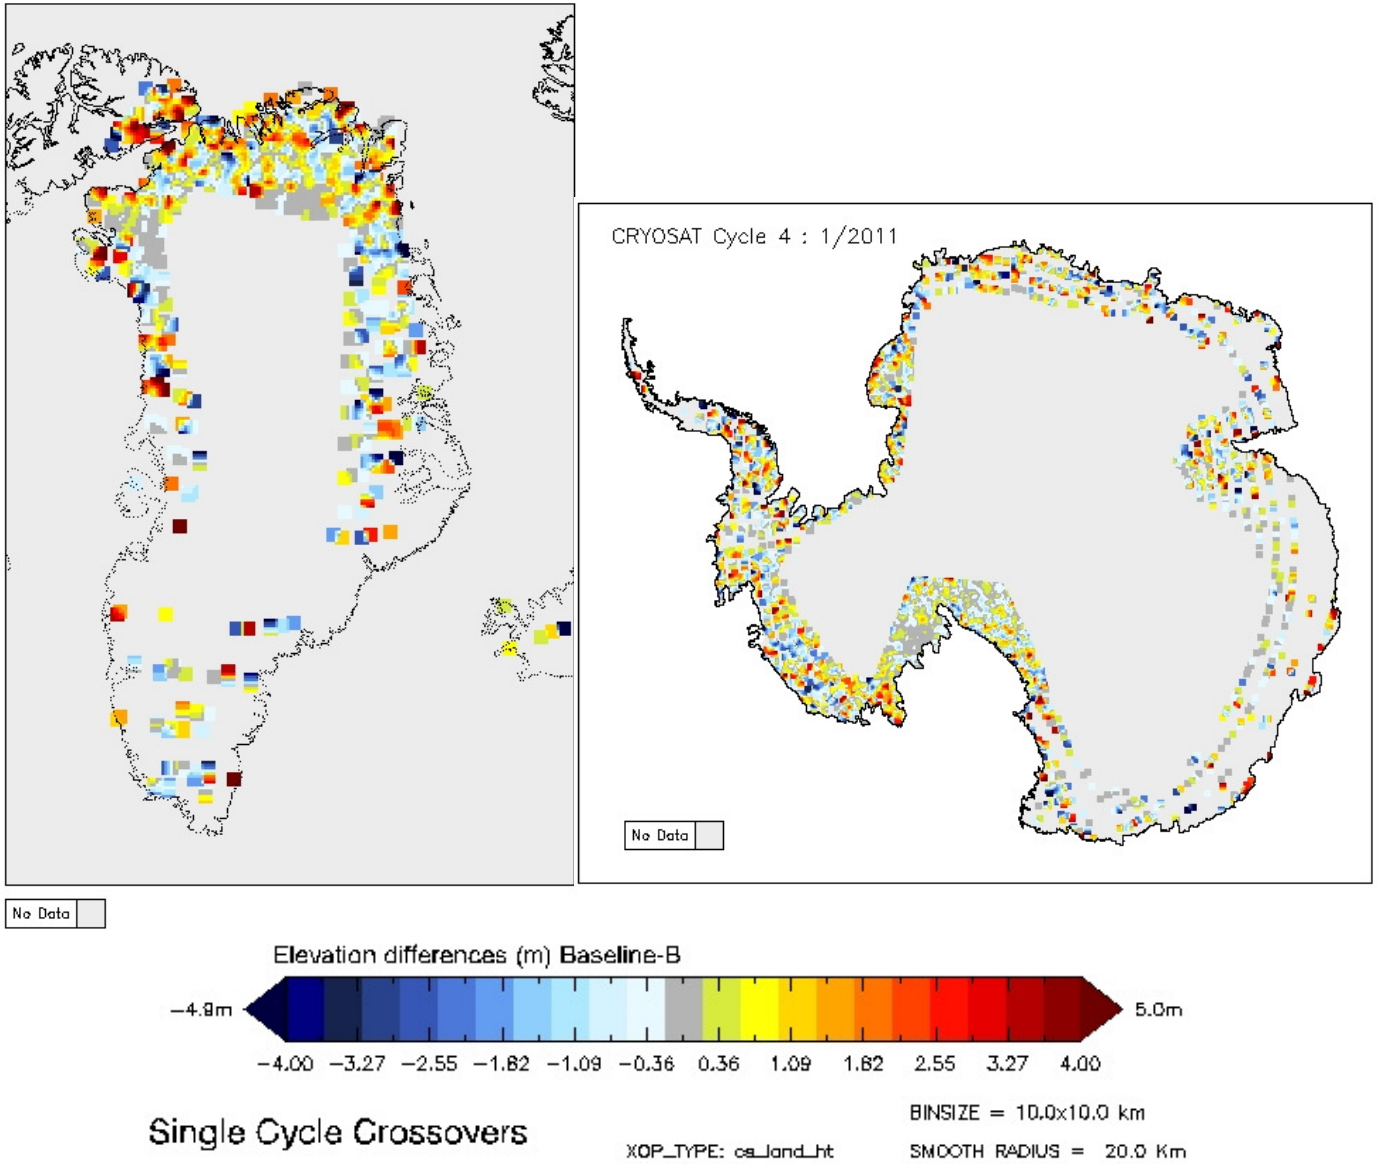 CRYOSAT Cycle 4 : 1/2011
No Data
No Data
Elevation differences (m) Baseline-B
-4.9m
5.0m
-4.00 -3.27 -2.55 -1.82 -1.09 -0.36 0.36 1.09 1.82 2.55 3.27 4.00
BINSIZE = 10.0x10.0 km
Single Cycle Crossovers
XOP_TYPE: cs_land_ht
SMOOTH RADIUS = 20.0 Km